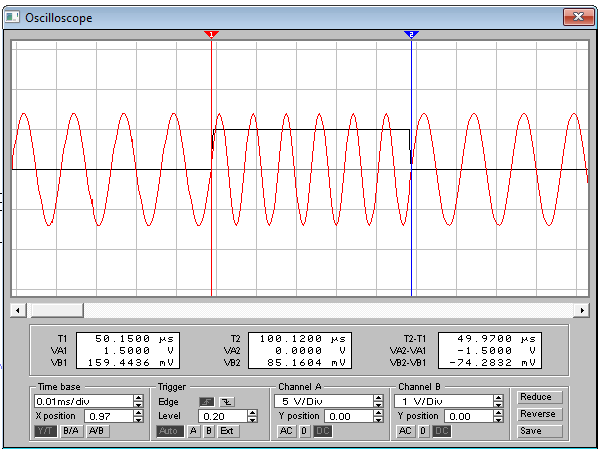 Oscilloscope
1 2
T1 50.1500 µs T2 100.1200 µs T2-T1 49.9700 µs
VA1 1.5000 V VA2 0.0000 V VA2-VA1 -1.5000 V
VB1 159.4436 mV VB2 85.1604 mV VB2-VB1 -74.2832 mV
Time base Trigger Channel A Channel B
0.01ms/div Edge 5 V/Div 1 V/Div Reduce
X position 0.97 Level 0.20 Y position 0.00 Y position 0.00 Reverse
Y/T B/A A/B Auto A B Ext AC 0 DC AC 0 DC Save